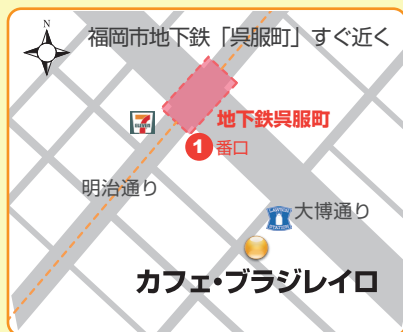 N
福岡市地下鉄「呉服町」すぐ近く
地下鉄呉服町
1番口
明治通り
大博通り
LAWSON
STATION
カフェ・ブラジレイロ